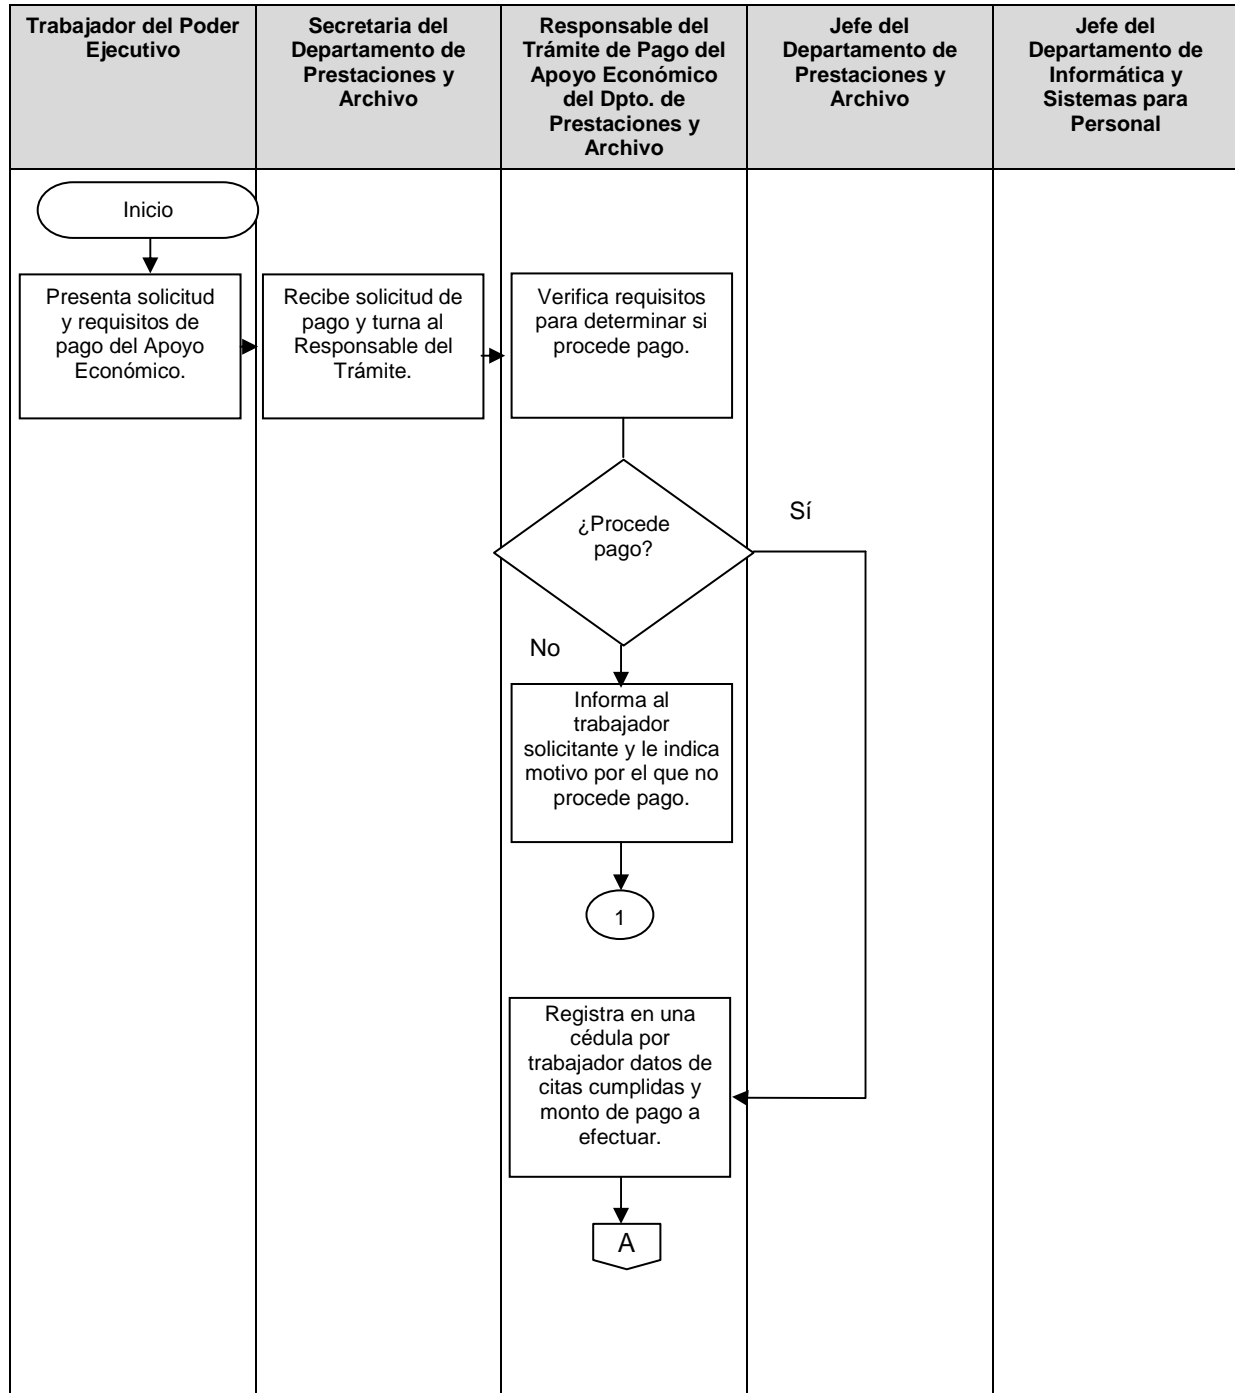 Trabajador del Poder
Ejecutivo
Secretaria del
Departamento de
Prestaciones y
Archivo
Responsable del
Trámite de Pago del
Apoyo Económico
del Dpto. de
Prestaciones y
Archivo
Jefe del
Departamento de
Prestaciones y
Archivo
Jefe del
Departamento de
Informática y
Sistemas para
Personal
Inicio
Presenta solicitud
y requisitos de
pago del Apoyo
Económico.
Recibe solicitud de
pago y turna al
Responsable del
Trámite.
Verifica requisitos
para determinar si
procede pago.
¿Procede
pago?
Sí
No
Informa al
trabajador
solicitante y le indica
motivo por el que no
procede pago.
1
Registra en una
cédula por
trabajador datos de
citas cumplidas y
monto de pago a
efectuar.
A